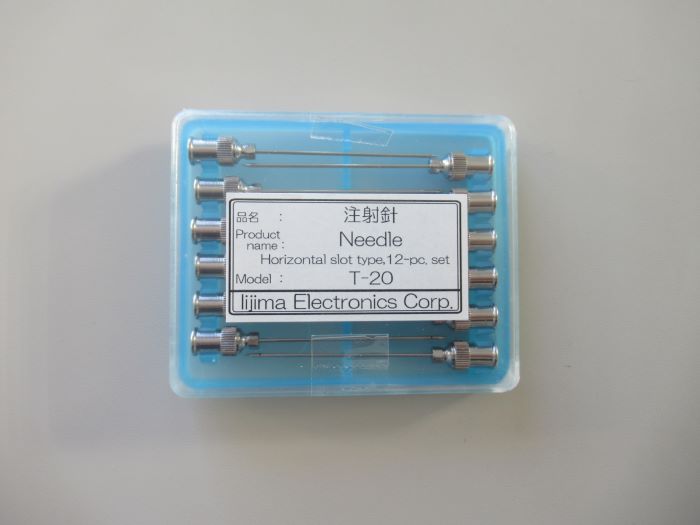 品名 : 注射針
Product name : Needle
Horizontal slot type,12-pc. set
Model : T-20
Iijima Electronics Corp.